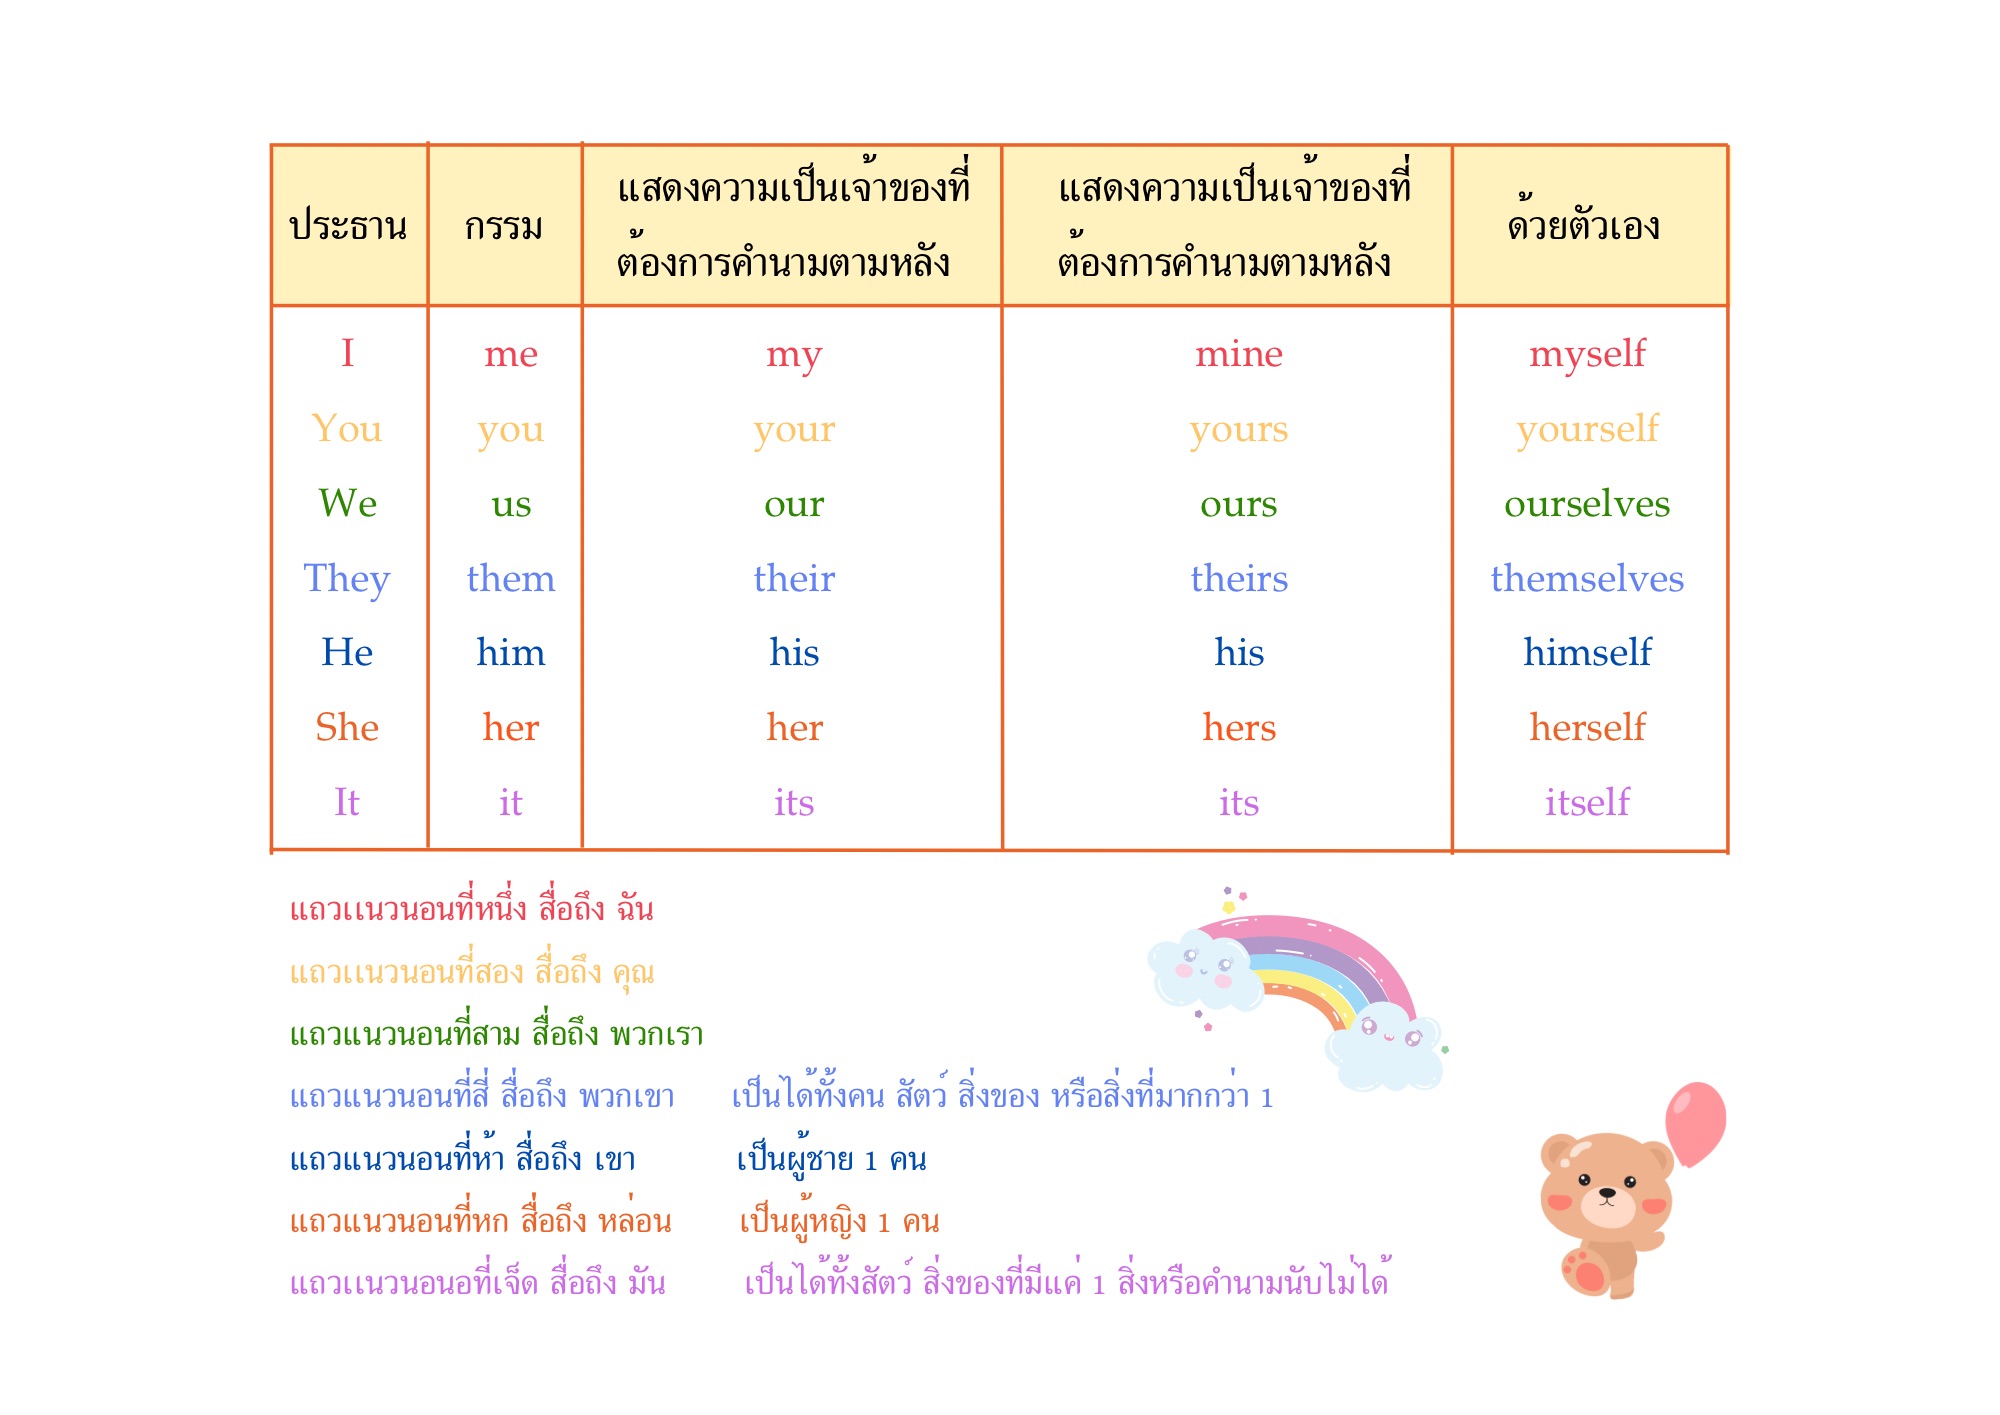 ประธาน กรรม แสดงความเป็นเจ้าของที่ต้องการคำนามตามหลัง แสดงความเป็นเจ้าของที่ต้องการคำนามตามหลัง ด้วยตัวเอง
I me my mine myself
You you your yours yourself
We us our ours ourselves
They them their theirs themselves
He him his his himself
She her her hers herself
It it its its itself
แถวแนวนอนที่หนึ่ง สื่อถึง ฉัน
แถวแนวนอนที่สอง สื่อถึง คุณ
แถวแนวนอนที่สาม สื่อถึง พวกเรา
แถวแนวนอนที่สี่ สื่อถึง พวกเขา เป็นได้ทั้งคน สัตว์ สิ่งของ หรือสิ่งที่มากกว่า 1
แถวแนวนอนที่ห้า สื่อถึง เขา เป็นผู้ชาย 1 คน
แถวแนวนอนที่หก สื่อถึง หล่อน เป็นผู้หญิง 1 คน
แถวแนวนอนอที่เจ็ด สื่อถึง มัน เป็นได้ทั้งสัตว์ สิ่งของที่มีแค่ 1 สิ่งหรือคำนามนับไม่ได้